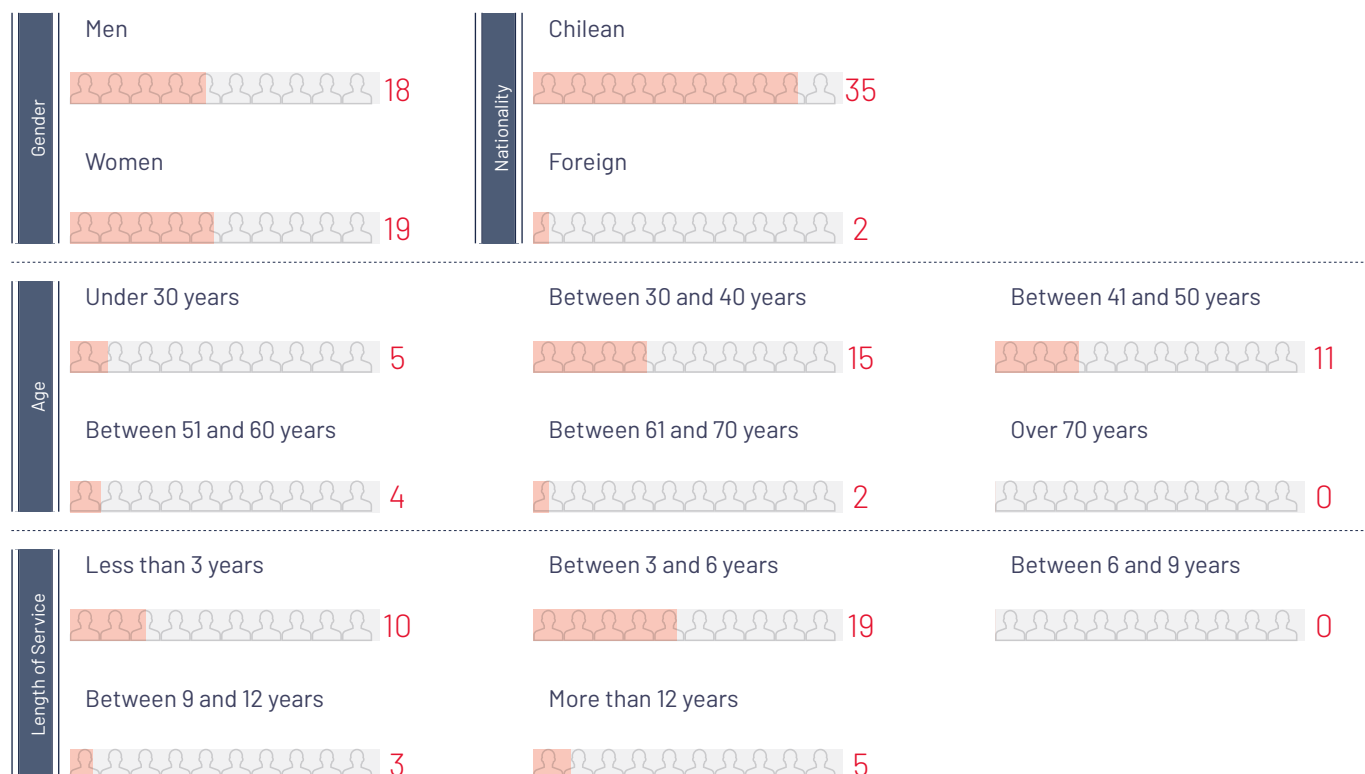 Gender
Men
18
Women
19
Nationality
Chilean
35
Foreign
2
Age
Under 30 years
5
Between 30 and 40 years
15
Between 41 and 50 years
11
Between 51 and 60 years
4
Between 61 and 70 years
2
Over 70 years
0
Length of Service
Less than 3 years
10
Between 3 and 6 years
19
Between 6 and 9 years
0
Between 9 and 12 years
3
More than 12 years
5